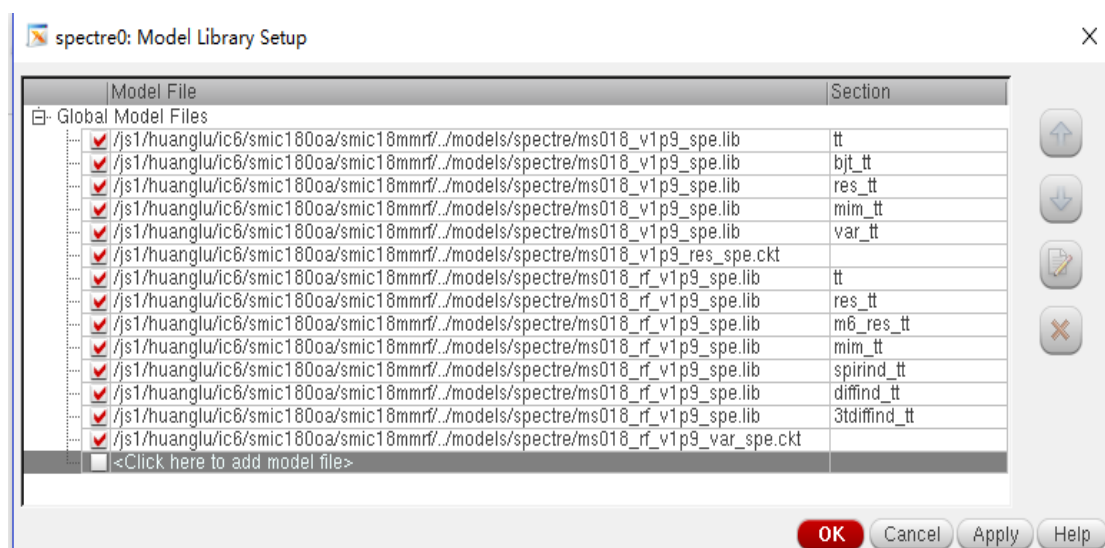 spectre0: Model Library Setup
Model File Section
Global Model Files
/js1/huanglu/ic6/smic180oa/smic18mmrf/../models/spectre/ms018_v1p9_spe.lib tt
/js1/huanglu/ic6/smic180oa/smic18mmrf/../models/spectre/ms018_v1p9_spe.lib bjt_tt
/js1/huanglu/ic6/smic180oa/smic18mmrf/../models/spectre/ms018_v1p9_spe.lib res_tt
/js1/huanglu/ic6/smic180oa/smic18mmrf/../models/spectre/ms018_v1p9_spe.lib mim_tt
/js1/huanglu/ic6/smic180oa/smic18mmrf/../models/spectre/ms018_v1p9_spe.lib var_tt
/js1/huanglu/ic6/smic180oa/smic18mmrf/../models/spectre/ms018_v1p9_res_spe.ckt
/js1/huanglu/ic6/smic180oa/smic18mmrf/../models/spectre/ms018_rf_v1p9_spe.lib tt
/js1/huanglu/ic6/smic180oa/smic18mmrf/../models/spectre/ms018_rf_v1p9_spe.lib res_tt
/js1/huanglu/ic6/smic180oa/smic18mmrf/../models/spectre/ms018_rf_v1p9_spe.lib m6_res_tt
/js1/huanglu/ic6/smic180oa/smic18mmrf/../models/spectre/ms018_rf_v1p9_spe.lib mim_tt
/js1/huanglu/ic6/smic180oa/smic18mmrf/../models/spectre/ms018_rf_v1p9_spe.lib spirind_tt
/js1/huanglu/ic6/smic180oa/smic18mmrf/../models/spectre/ms018_rf_v1p9_spe.lib diffind_tt
/js1/huanglu/ic6/smic180oa/smic18mmrf/../models/spectre/ms018_rf_v1p9_spe.lib 3tdiffind_tt
/js1/huanglu/ic6/smic180oa/smic18mmrf/../models/spectre/ms018_rf_v1p9_var_spe.ckt
<Click here to add model file>
OK Cancel Apply Help